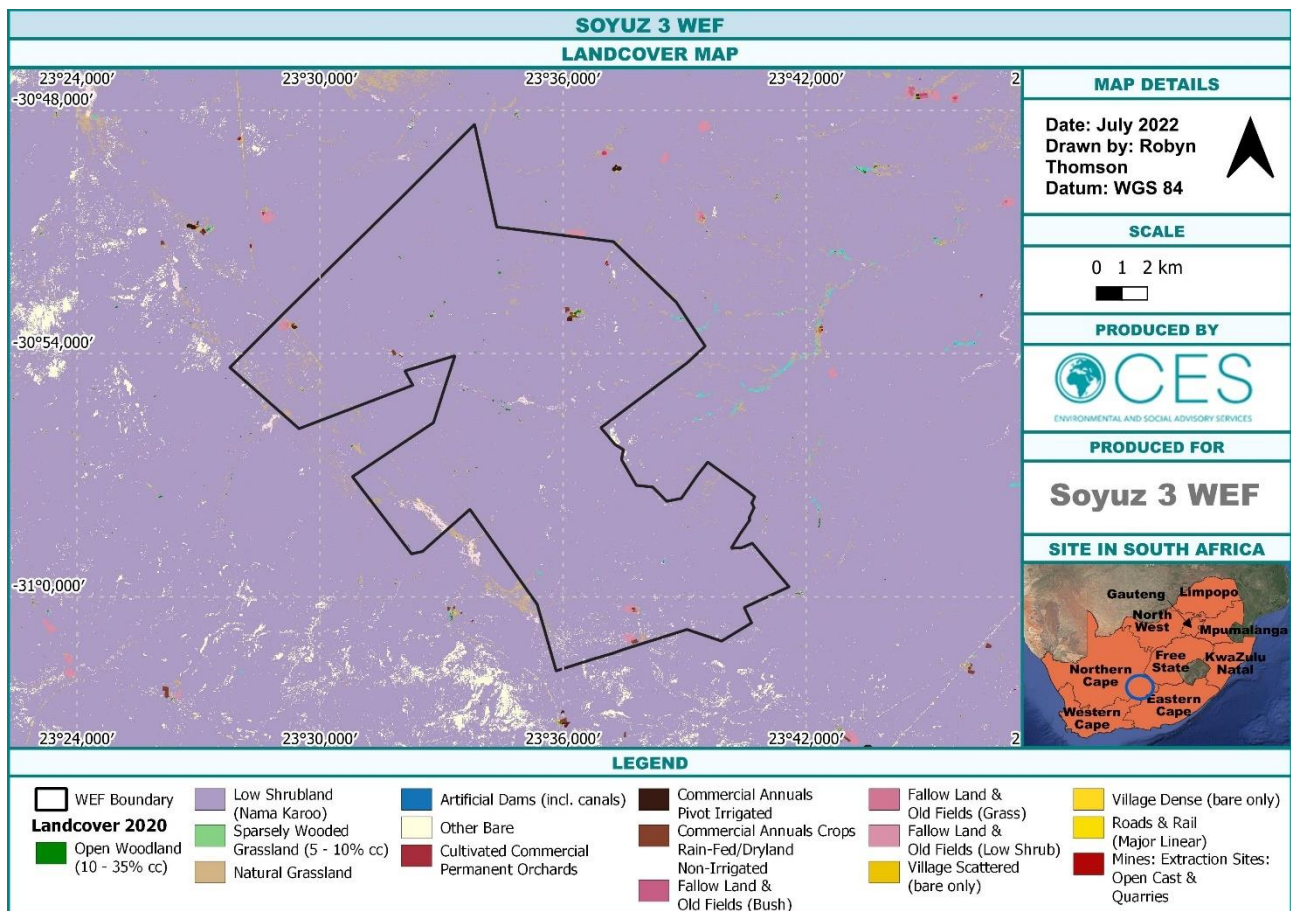 SOYUZ 3 WEF
LANDCOVER MAP
23°24,000′ 23°30,000′ 23°36,000′ 23°42,000′ 2
-30°48,000′
-30°54,000′
-31°0,000′
23°24,000′ 23°30,000′ 23°36,000′ 23°42,000′ 2
MAP DETAILS
Date: July 2022
Drawn by: Robyn
Thomson
Datum: WGS 84
SCALE
0 1 2 km
PRODUCED BY
CES
ENVIRONMENTAL AND SOCIAL ADVISORY SERVICES
PRODUCED FOR
Soyuz 3 WEF
SITE IN SOUTH AFRICA
Gauteng
Limpopo
North
West
Mpumalanga
Free
State
KwaZulu
Natal
Northern
Cape
Eastern
Cape
Western
Cape
LEGEND
WEF Boundary
Landcover 2020
Open Woodland
(10 - 35% cc)
Low Shrubland
(Nama Karoo)
Sparsely Wooded
Grassland (5 - 10% cc)
Natural Grassland
Artificial Dams (incl. canals)
Other Bare
Cultivated Commercial
Permanent Orchards
Commercial Annuals
Pivot Irrigated
Commercial Annuals Crops
Rain-Fed/Dryland
Non-Irrigated
Fallow Land &
Old Fields (Bush)
Fallow Land &
Old Fields (Grass)
Fallow Land &
Old Fields (Low Shrub)
Village Scattered
(bare only)
Village Dense (bare only)
Roads & Rail
(Major Linear)
Mines: Extraction Sites:
Open Cast &
Quarries